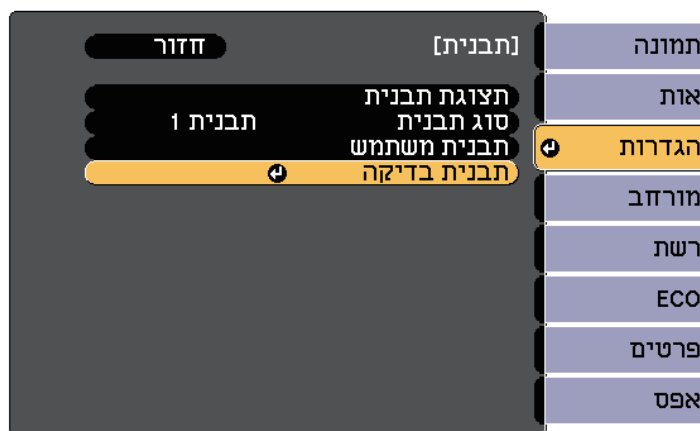 תמונה
אות
הגדרות
מורחב
רשת
ECO
פרטים
אפס
[תבנית] חזור
תצוגת תבנית
סוג תבנית תבנית 1
תבנית משתמש
תבנית בדיקה